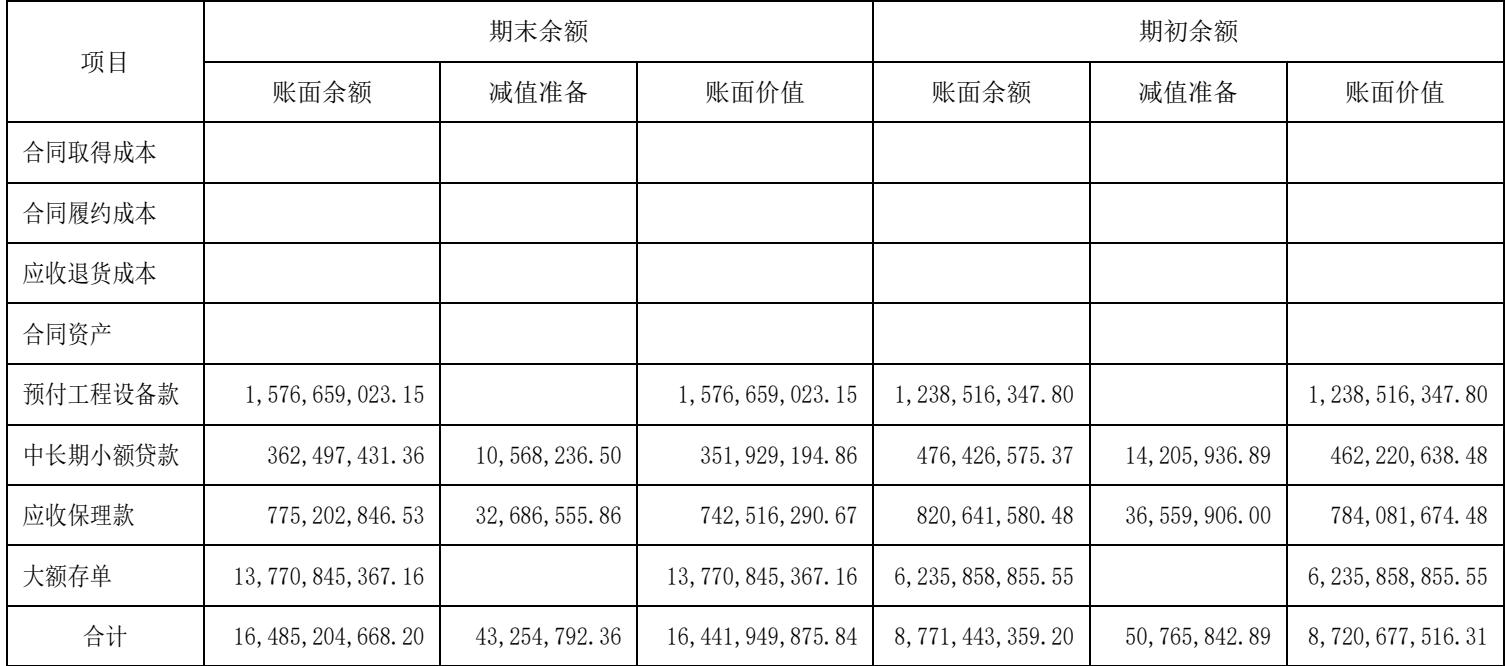 项目 期末余额 期初余额
账面余额 减值准备 账面价值 账面余额 减值准备 账面价值
合同取得成本
合同履约成本
应收退货成本
合同资产
预付工程设备款 1,576,659,023.15 1,576,659,023.15 1,238,516,347.80 1,238,516,347.80
中长期小额贷款 362,497,431.36 10,568,236.50 351,929,194.86 476,426,575.37 14,205,936.89 462,220,638.48
应收保理款 775,202,846.53 32,686,555.86 742,516,290.67 820,641,580.48 36,559,906.00 784,081,674.48
大额存单 13,770,845,367.16 13,770,845,367.16 6,235,858,855.55 6,235,858,855.55
合计 16,485,204,668.20 43,254,792.36 16,441,949,875.84 8,771,443,359.20 50,765,842.89 8,720,677,516.31